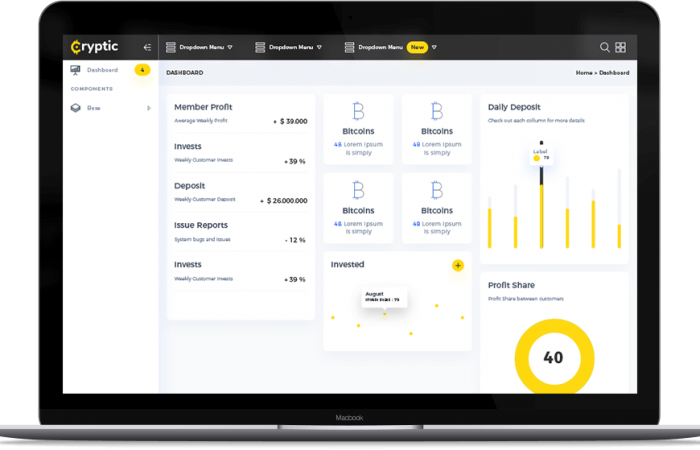 Cryptic
Dropdown Menu
Dropdown Menu
Dropdown Menu
New
Dashboard
4
COMPONENTS
Base
DASHBOARD
Home > Dashboard
Member Profit
Average Weekly Profit
+ $ 39.000
Invests
Weekly Customer Invests
+39 %
Deposit
Weekly Customer Deposit
+ $ 26.000.000
Issue Reports
System bugs and issues
- 12 %
Invests
Weekly Customer Invests
+39 %
Bitcoins
48 Lorem Ipsum
is simply
Bitcoins
48 Lorem Ipsum
is simply
Bitcoins
48 Lorem Ipsum
is simply
Bitcoins
48 Lorem Ipsum
is simply
Invested
+
August
79
Daily Deposit
Check out each column for more details
Label
79
Profit Share
Profit Share between customers
40
Macbook